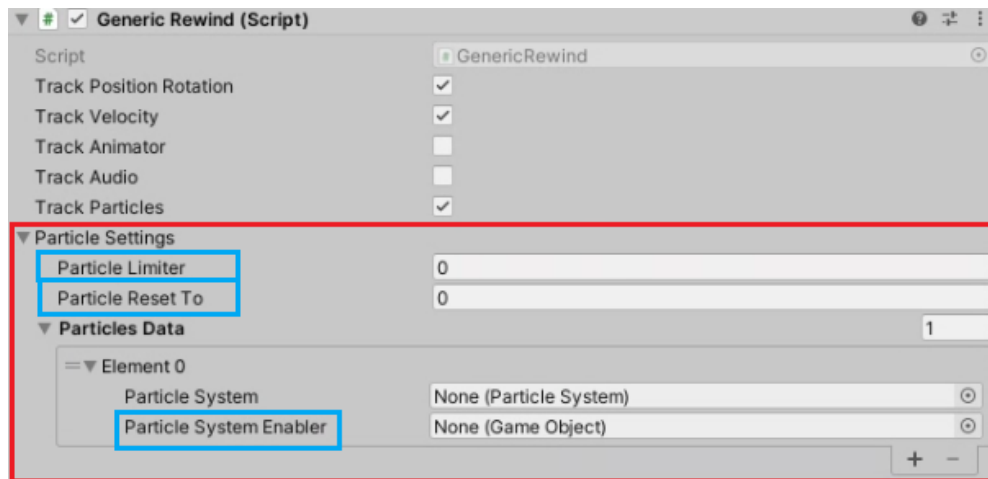 Generic Rewind (Script)
Script GenericRewind
Track Position Rotation
Track Velocity
Track Animator
Track Audio
Track Particles
Particle Settings
Particle Limiter 0
Particle Reset To 0
Particles Data 1
Element 0
Particle System None (Particle System)
Particle System Enabler None (Game Object)